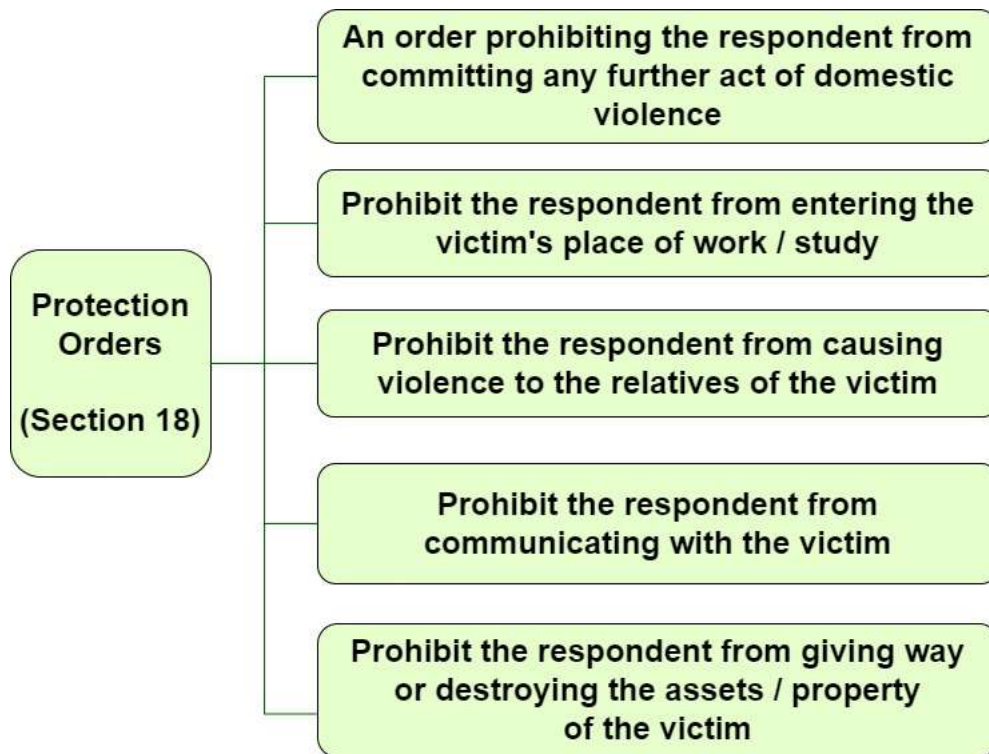 An order prohibiting the respondent from
committing any further act of domestic
violence
Prohibit the respondent from entering the
victim's place of work / study
Protection
Orders
(Section 18)
Prohibit the respondent from causing
violence to the relatives of the victim
Prohibit the respondent from
communicating with the victim
Prohibit the respondent from giving way
or destroying the assets / property
of the victim